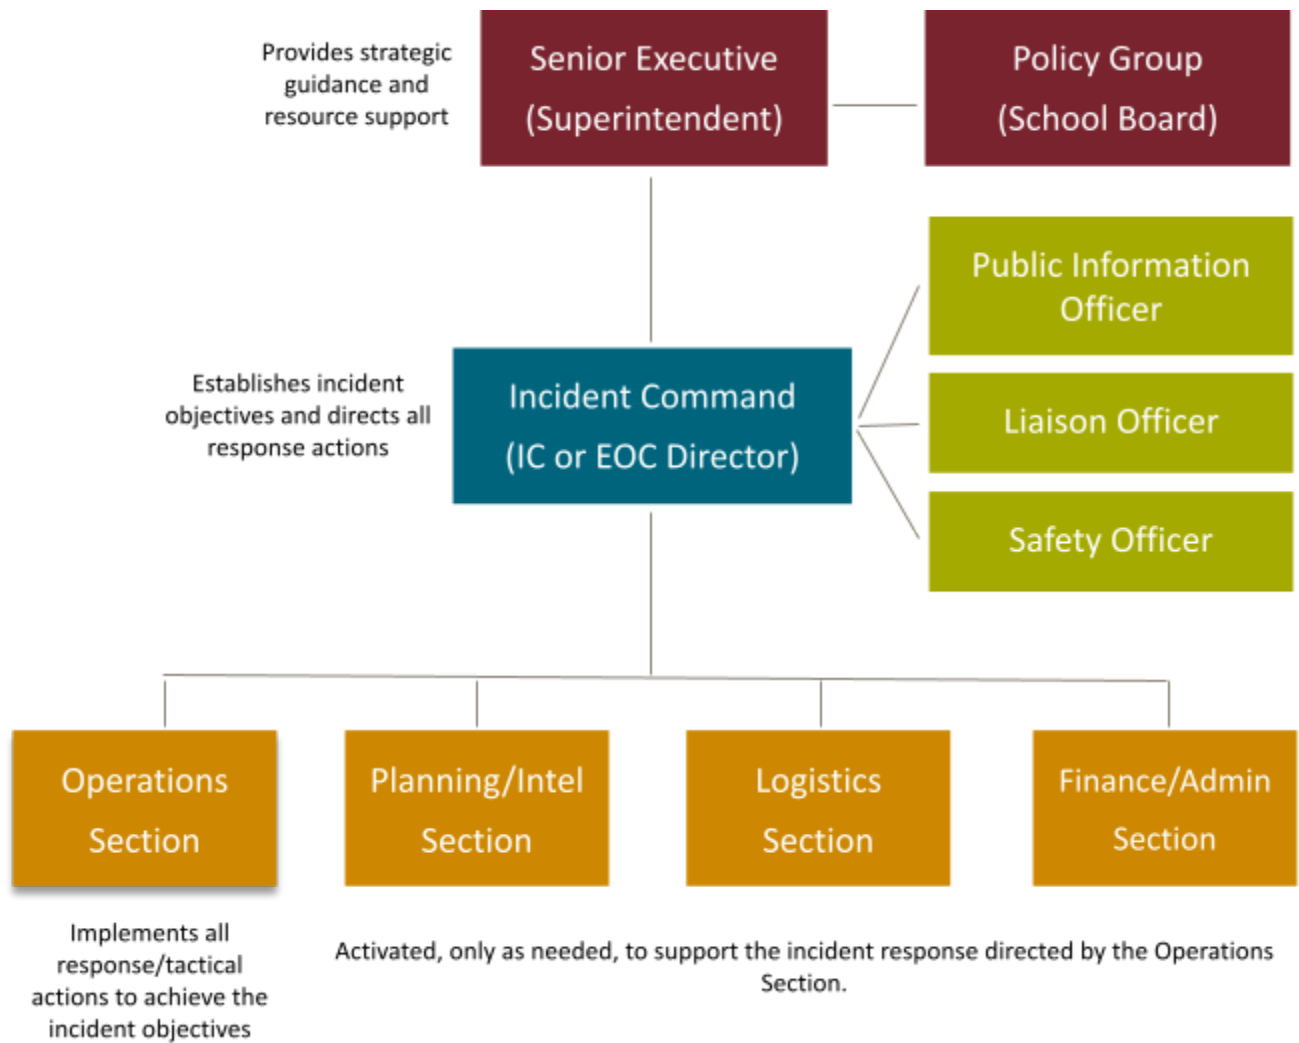 Provides strategic
guidance and
resource support
Senior Executive
(Superintendent)
Policy Group
(School Board)
Public Information
Officer
Establishes incident
objectives and directs all
response actions
Incident Command
(IC or EOC Director)
Liaison Officer
Safety Officer
Operations
Section
Planning/Intel
Section
Logistics
Section
Finance/Admin
Section
Implements all
response/tactical
actions to achieve the
incident objectives
Activated, only as needed, to support the incident response directed by the Operations
Section.